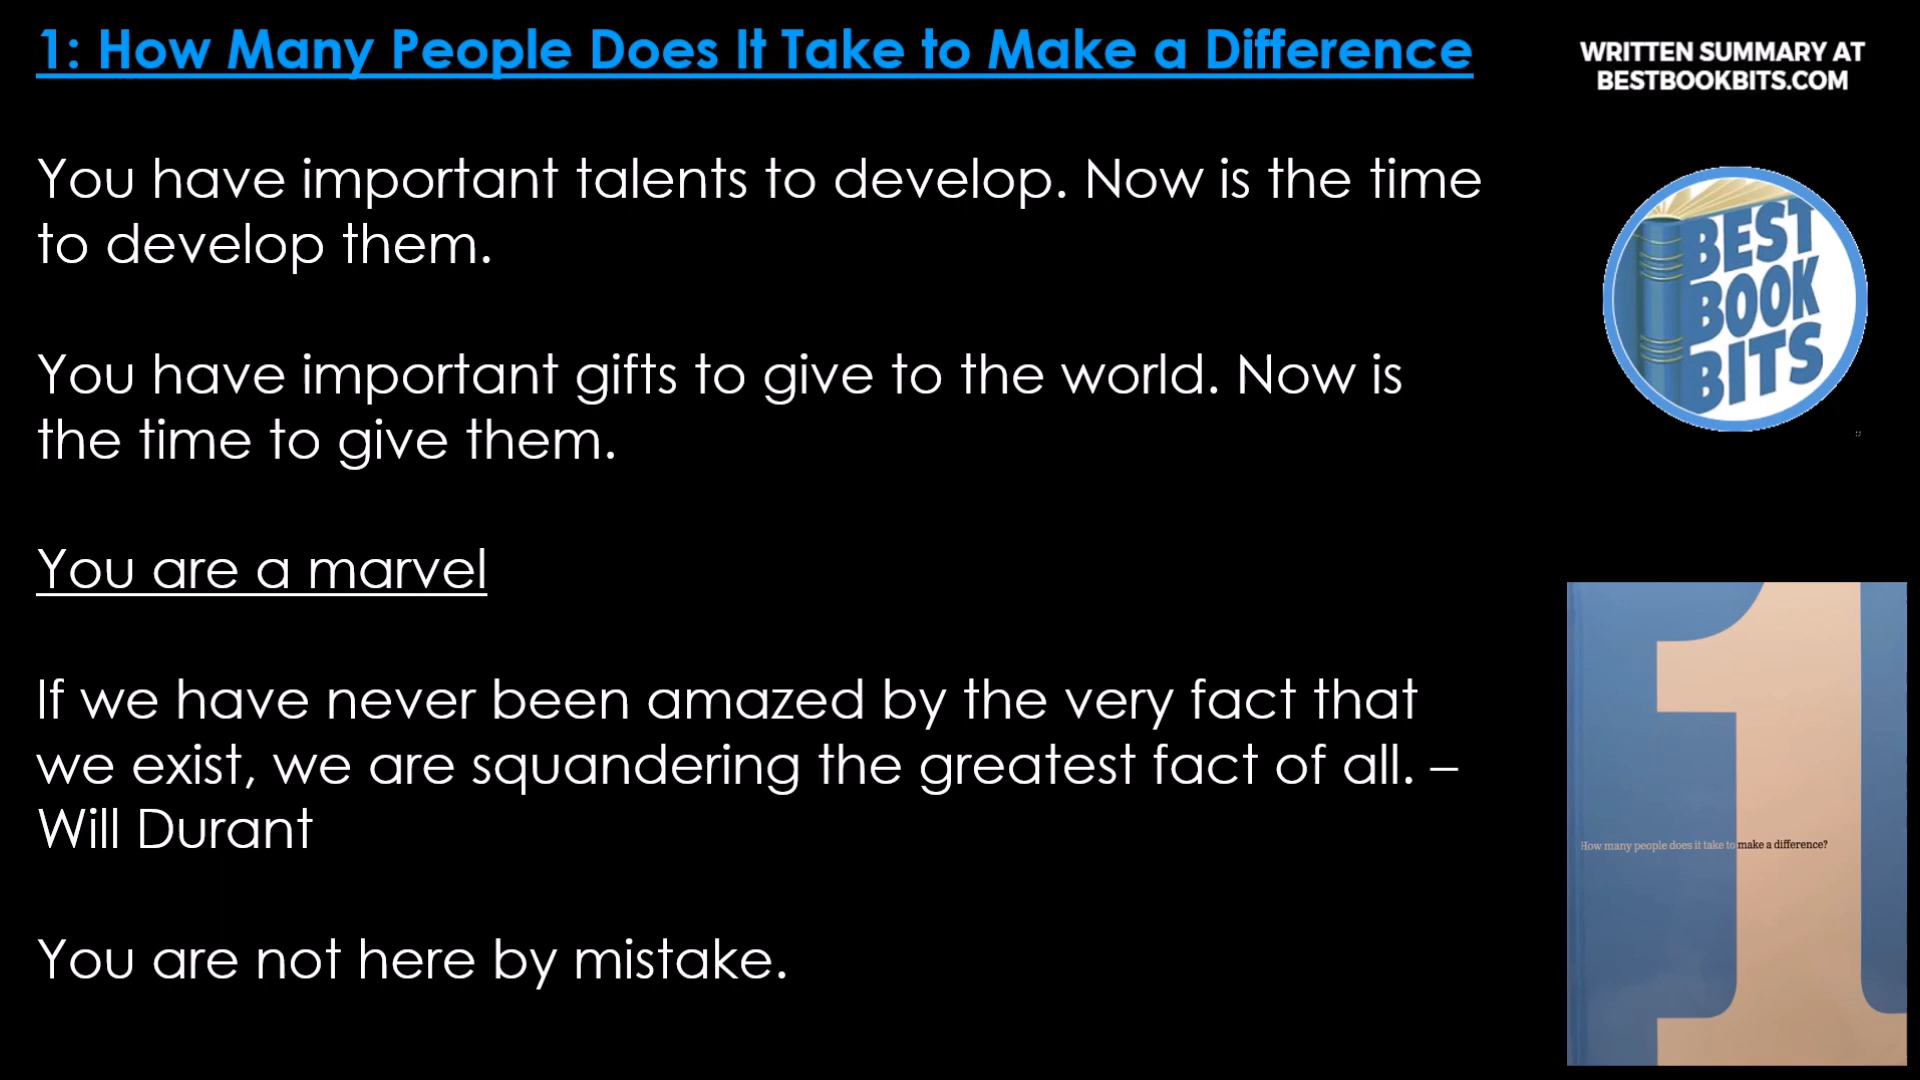 1: How Many People Does It Take to Make a Difference
WRITTEN SUMMARY AT
BESTBOOKBITS.COM
You have important talents to develop. Now is the time
to develop them.
You have important gifts to give to the world. Now is
the time to give them.
You are a marvel
If we have never been amazed by the very fact that
we exist, we are squandering the greatest fact of all. –
Will Durant
You are not here by mistake.
BEST
BOOK
BITS
1
How many people does it take to make a difference?